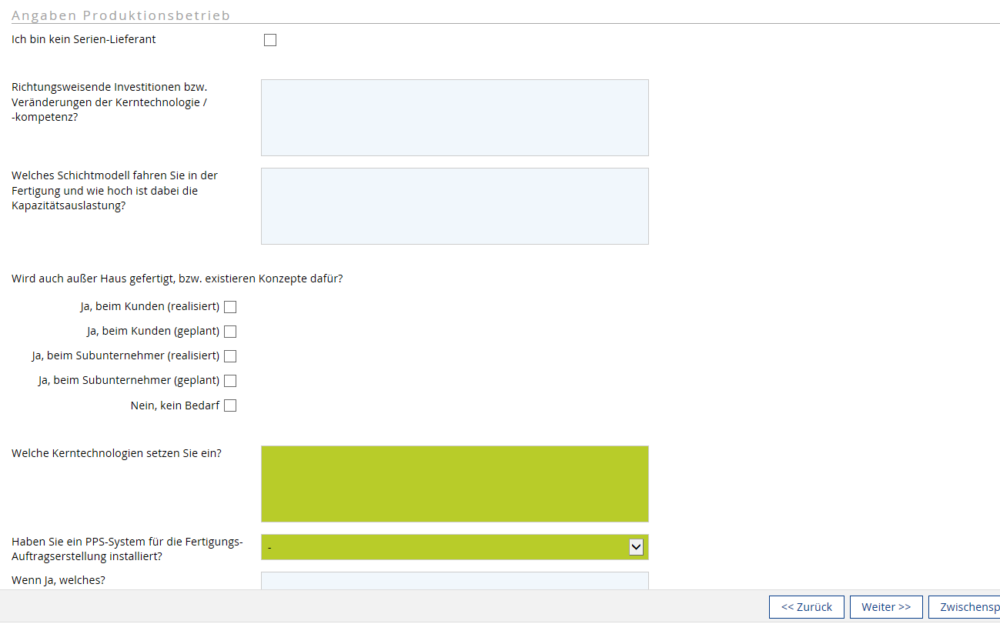 Angaben Produktionsbetrieb
Ich bin kein Serien-Lieferant
Richtungsweisende Investitionen bzw.
Veränderungen der Kerntechnologie /
-kompetenz?
Welches Schichtmodell fahren Sie in der
Fertigung und wie hoch ist dabei die
Kapazitätsauslastung?
Wird auch außer Haus gefertigt, bzw. existieren Konzepte dafür?
Ja, beim Kunden (realisiert)
Ja, beim Kunden (geplant)
Ja, beim Subunternehmer (realisiert)
Ja, beim Subunternehmer (geplant)
Nein, kein Bedarf
Welche Kerntechnologien setzen Sie ein?
Haben Sie ein PPS-System für die Fertigungs-
Auftragserstellung installiert?
-
Wenn Ja, welches?
<< Zurück
Weiter >>
Zwischensp